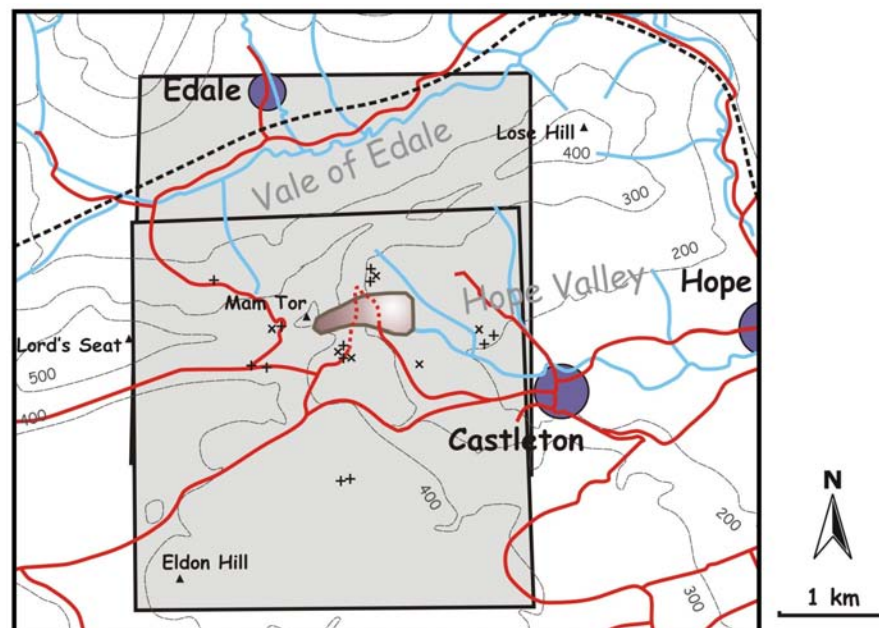 Edale
Vale of Edale
Lose Hill
400
300
200
Hope Valley
Hope
Mam Tor
Lord's Seat
500
400
Castleton
N
400
200
Eldon Hill
300
1 km